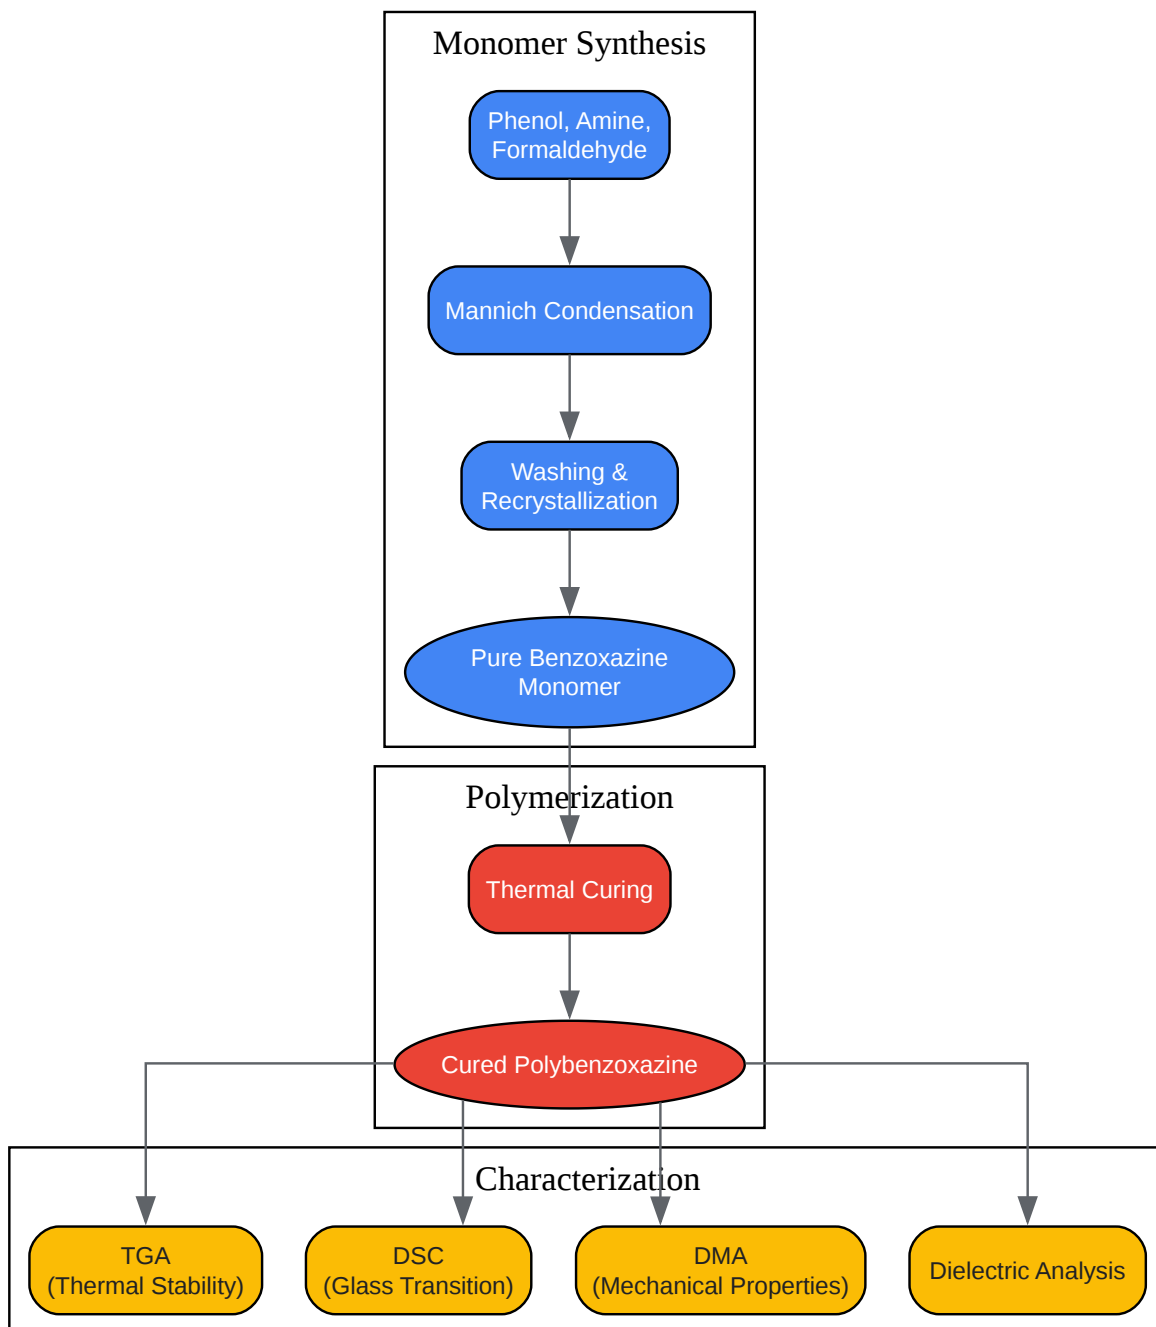 Monomer Synthesis
Phenol, Amine,
Formaldehyde
Mannich Condensation
Washing &
Recrystallization
Pure Benzoxazine
Monomer
Polymerization
Thermal Curing
Cured Polybenzoxazine
Characterization
TGA
(Thermal Stability)
DSC
(Glass Transition)
DMA
(Mechanical Properties)
Dielectric Analysis